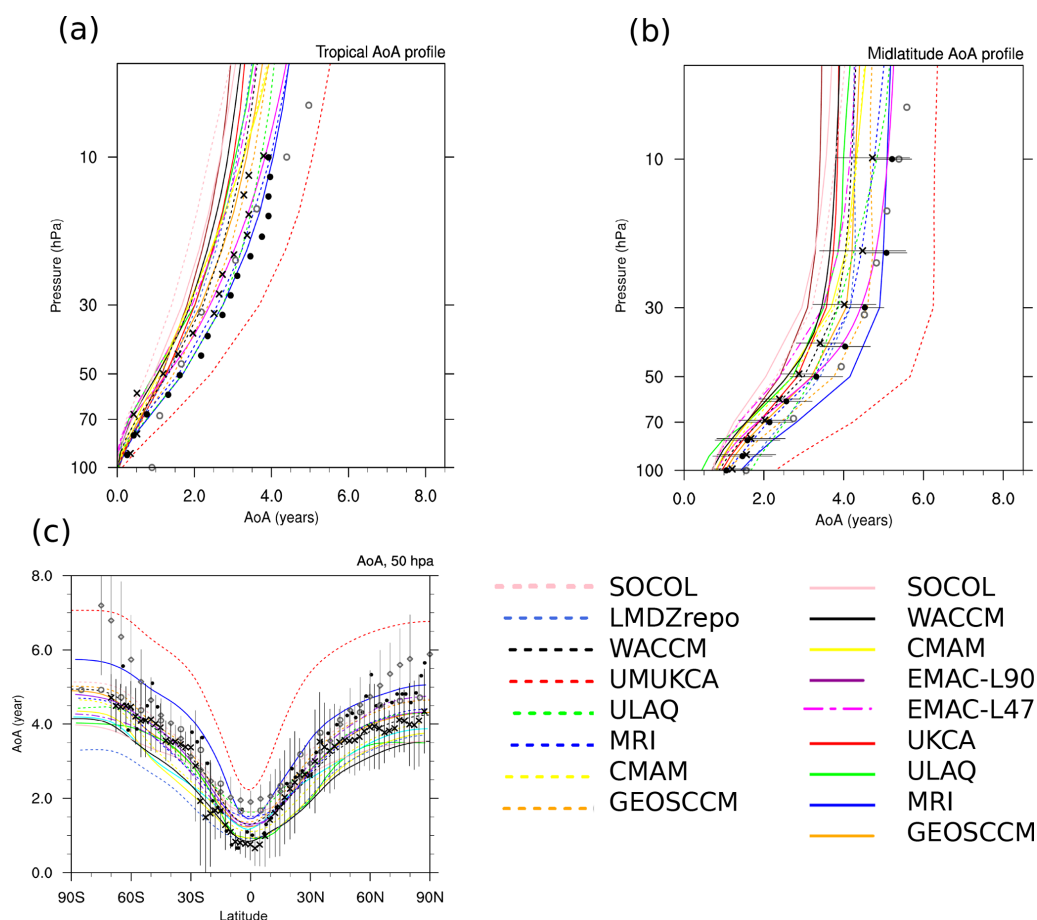 (a)
Tropical AoA profile
Pressure (hPa)
10
30
50
70
100
0.0 2.0 4.0 6.0 8.0
AoA (years)
(b)
Midlatitude AoA profile
Pressure (hPa)
10
30
50
70
100
0.0 2.0 4.0 6.0 8.0
AoA (years)
(c)
AoA, 50 hpa
AoA (year)
8.0
6.0
4.0
2.0
0.0
90S 60S 30S 0 30N 60N 90N
Latitude
SOCOL
LMDZrepo
WACCM
UMUKCA
ULAQ
MRI
CMAM
GEOSCCM
SOCOL
WACCM
CMAM
EMAC-L90
EMAC-L47
UKCA
ULAQ
MRI
GEOSCCM